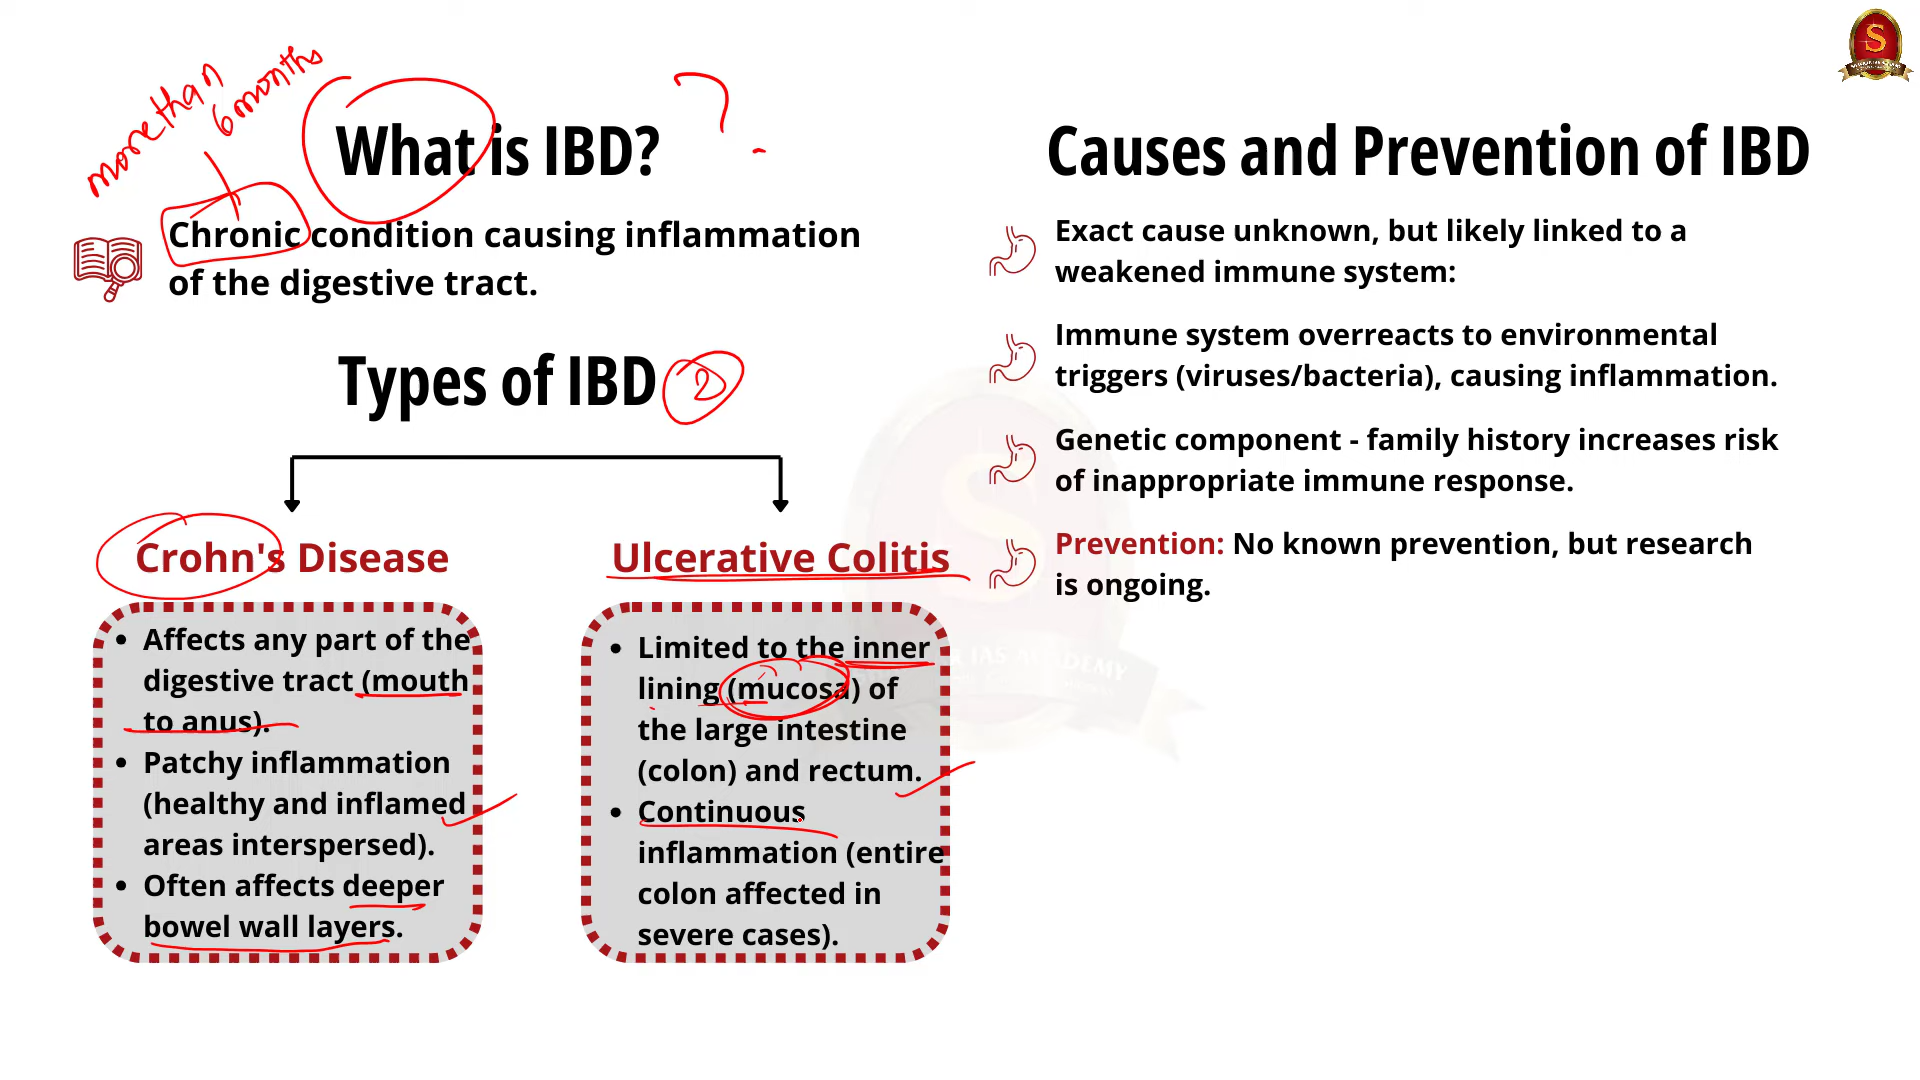 more than
6 months
What is IBD?
Chronic condition causing inflammation
of the digestive tract.
Types of IBD 2
Crohn's Disease
• Affects any part of the
digestive tract (mouth
to anus).
• Patchy inflammation
(healthy and inflamed
areas interspersed).
• Often affects deeper
bowel wall layers.
Ulcerative Colitis
• Limited to the inner
lining (mucosa) of
the large intestine
(colon) and rectum.
• Continuous
inflammation (entire
colon affected in
severe cases).
Causes and Prevention of IBD
Exact cause unknown, but likely linked to a
weakened immune system:
Immune system overreacts to environmental
triggers (viruses/bacteria), causing inflammation.
Genetic component - family history increases risk
of inappropriate immune response.
Prevention: No known prevention, but research
is ongoing.
S
IAS ACADEMY